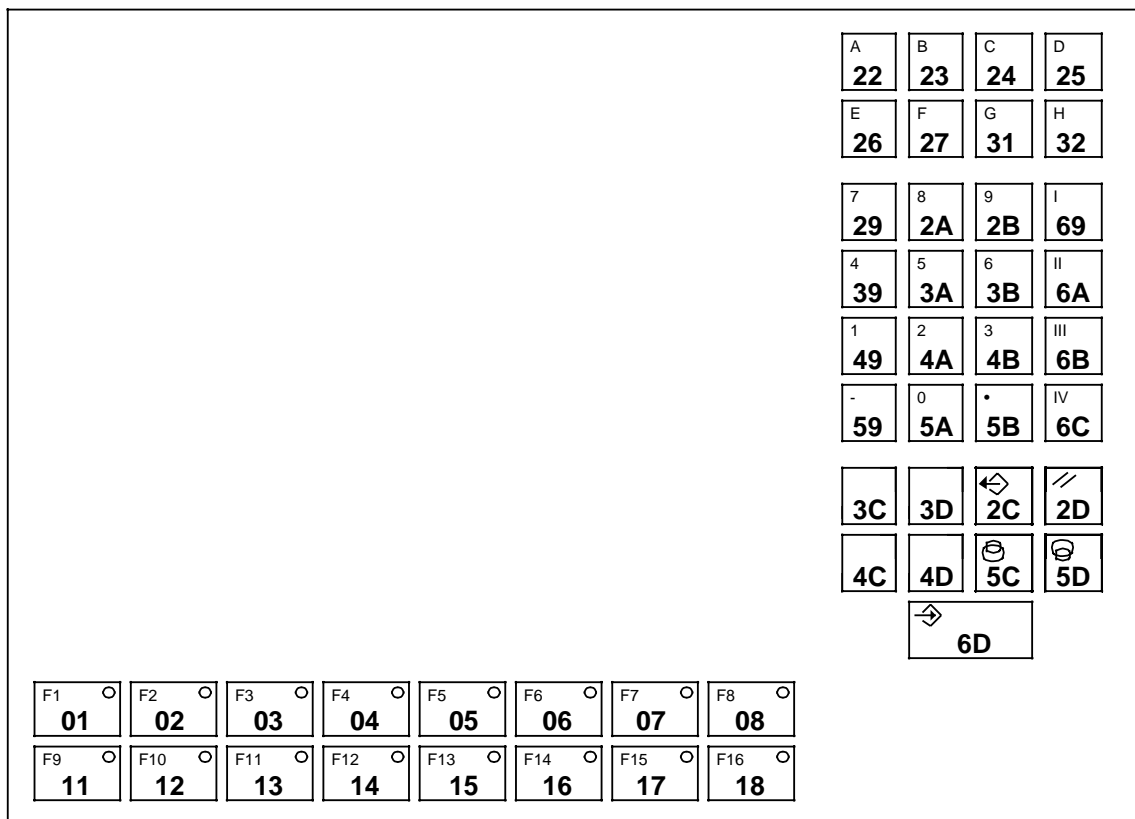 A B C D
22 23 24 25
E F G H
26 27 31 32
7 8 9 I
29 2A 2B 69
4 5 6 II
39 3A 3B 6A
1 2 3 III
49 4A 4B 6B
- 0 • IV
59 5A 5B 6C
3C 3D 2C 2D
4C 4D 5C 5D
6D
F1 F2 F3 F4 F5 F6 F7 F8
01 02 03 04 05 06 07 08
F9 F10 F11 F12 F13 F14 F15 F16
11 12 13 14 15 16 17 18